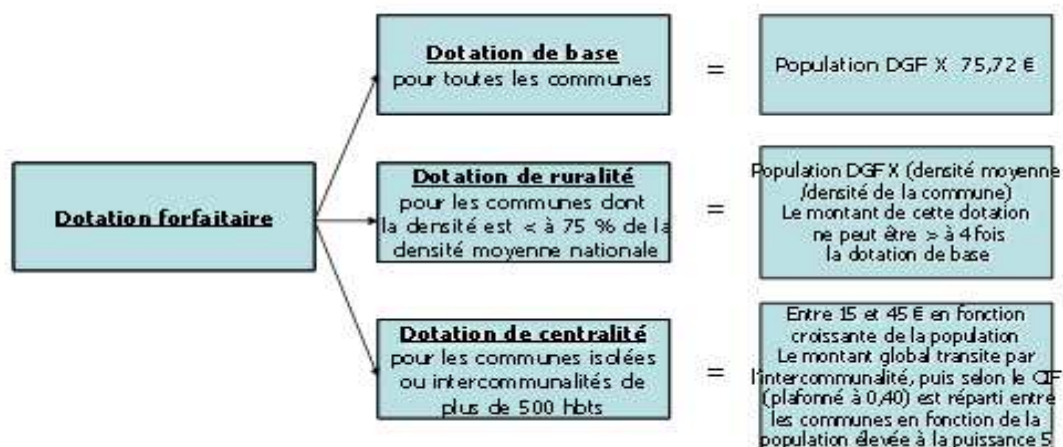 Dotation forfaitaire
Dotation de base
pour toutes les communes
=
Population DGF X 75,72 €
Dotation de ruralité
pour les communes dont
la densité est < à 75 % de la
densité moyenne nationale
=
Population DGF X (densité moyenne
/densité de la commune)
Le montant de cette dotation
ne peut être > à 4 fois
la dotation de base
Dotation de centralité
pour les communes isolées
ou intercommunalités de
plus de 500 hbts
=
Entre 15 et 45 € en fonction
croissante de la population
Le montant global transite par
l'intercommunalité, puis selon le CIF
(plafonné à 0,40) est réparti entre
les communes en fonction de la
population élevée à la puissance 5